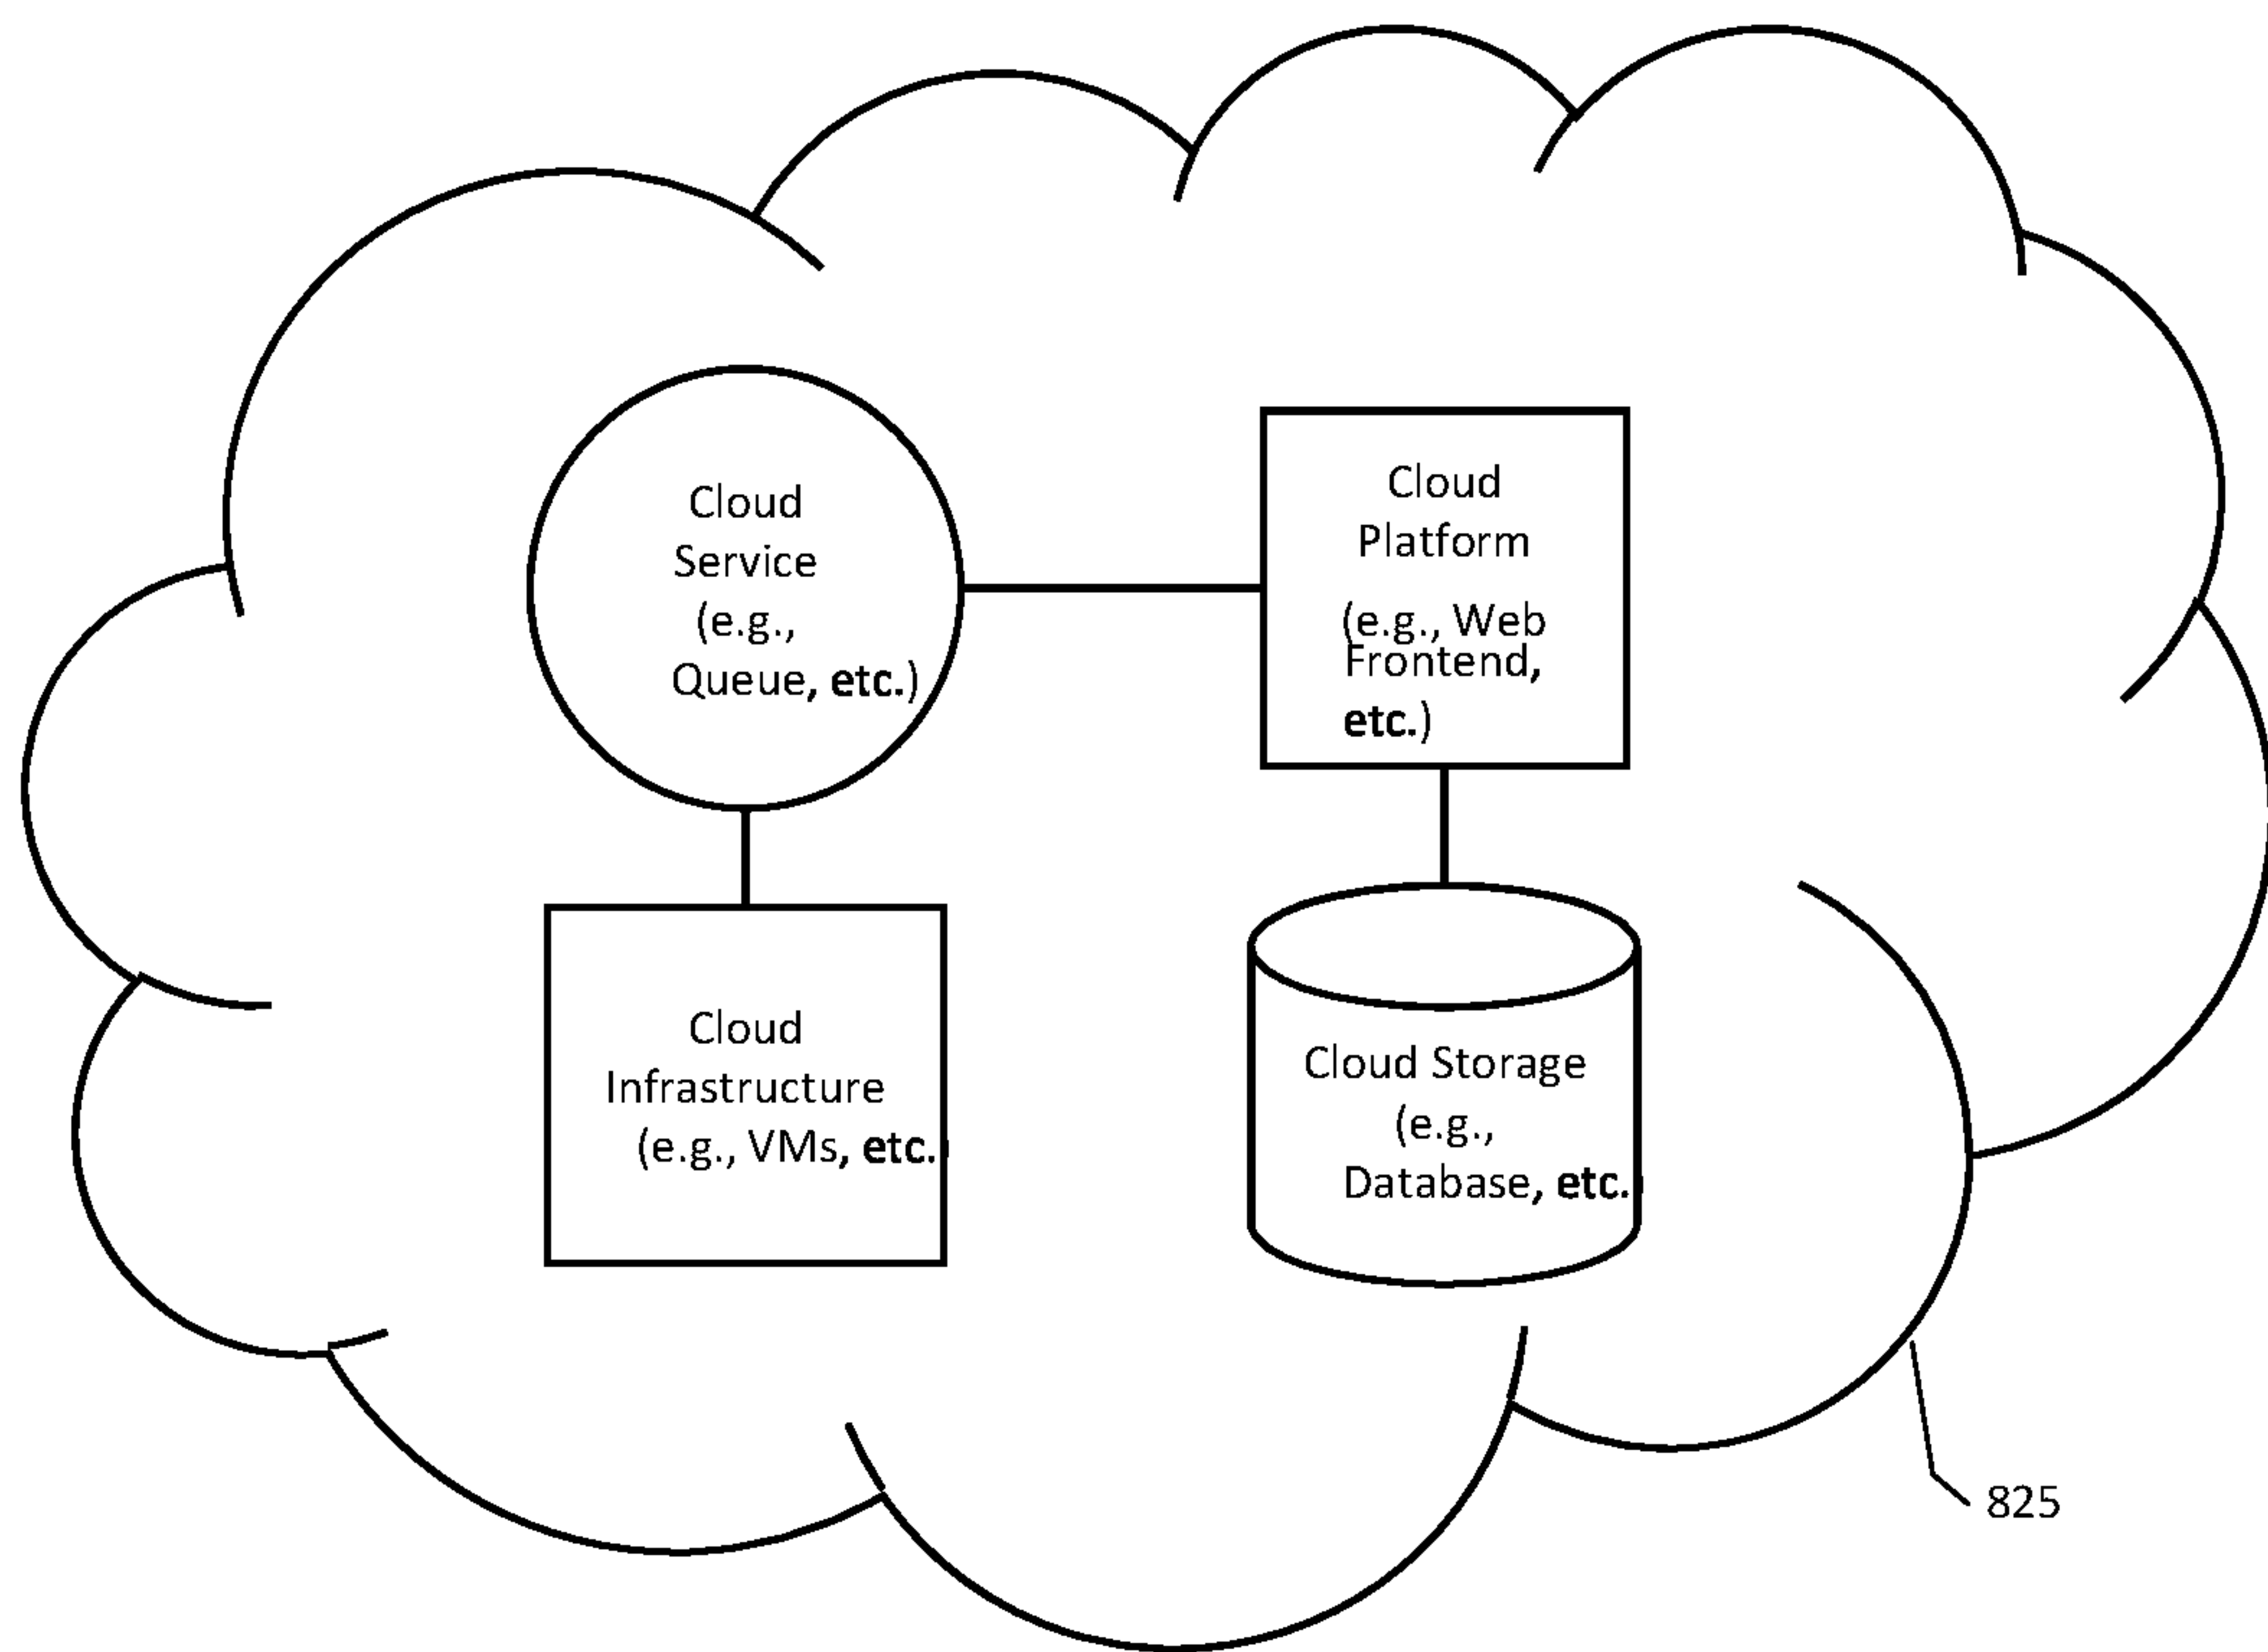 Cloud
Service
(e.g.,
Queue, etc.)
Cloud
Platform
(e.g., Web
Frontend,
etc.)
Cloud
Infrastructure
(e.g., VMs, etc.
Cloud Storage
(e.g.,
Database, etc.
825